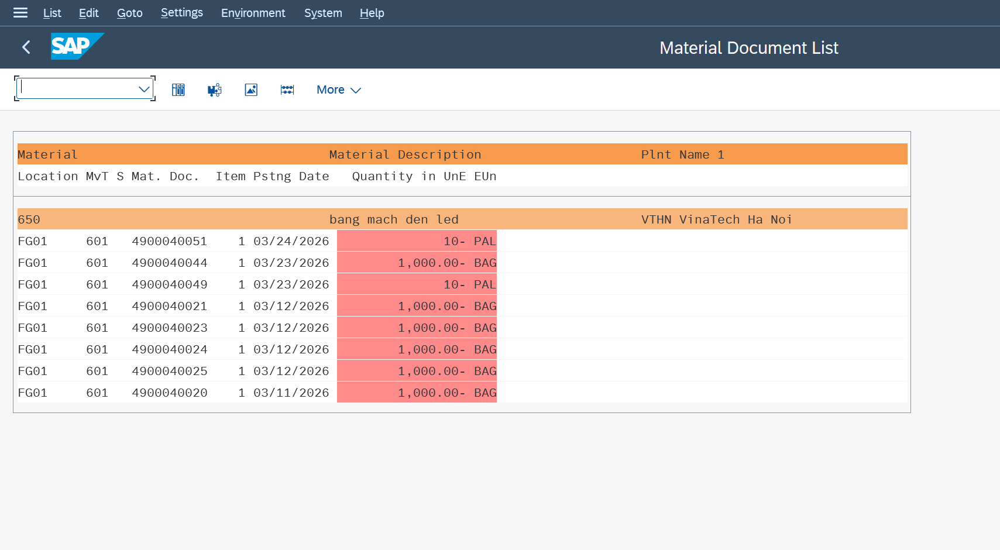 List Edit Goto Settings Environment System Help
SAP Material Document List
More
Material Material Description Plnt Name 1
Location MvT S Mat. Doc. Item Pstng Date Quantity in UnE EUn
650 bang mach den led VTHN VinaTech Ha Noi
FG01 601 4900040051 1 03/24/2026 10- PAL
FG01 601 4900040044 1 03/23/2026 1,000.00- BAG
FG01 601 4900040049 1 03/23/2026 10- PAL
FG01 601 4900040021 1 03/12/2026 1,000.00- BAG
FG01 601 4900040023 1 03/12/2026 1,000.00- BAG
FG01 601 4900040024 1 03/12/2026 1,000.00- BAG
FG01 601 4900040025 1 03/12/2026 1,000.00- BAG
FG01 601 4900040020 1 03/11/2026 1,000.00- BAG